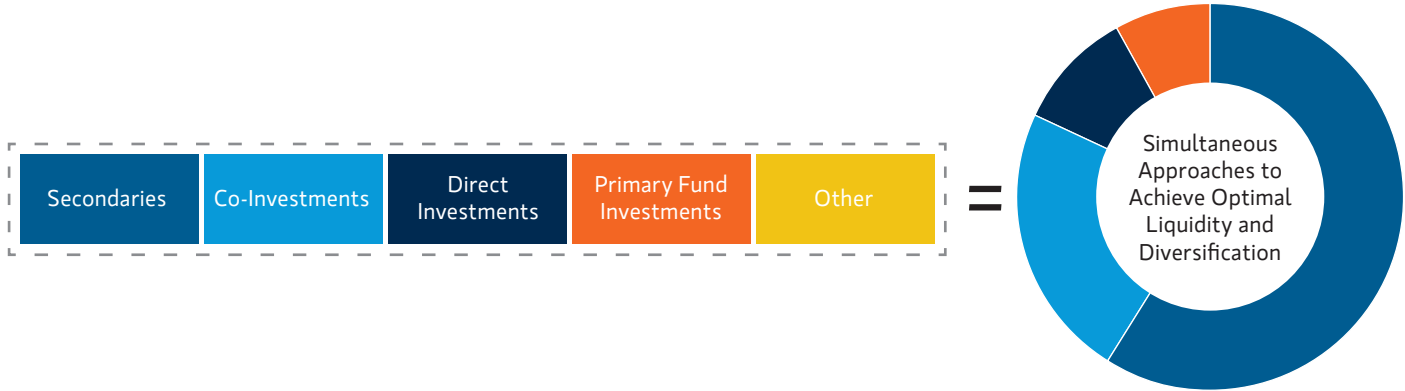 Secondaries
Co-Investments
Direct
Investments
Primary Fund
Investments
Other
=
Simultaneous
Approaches to
Achieve Optimal
Liquidity and
Diversification